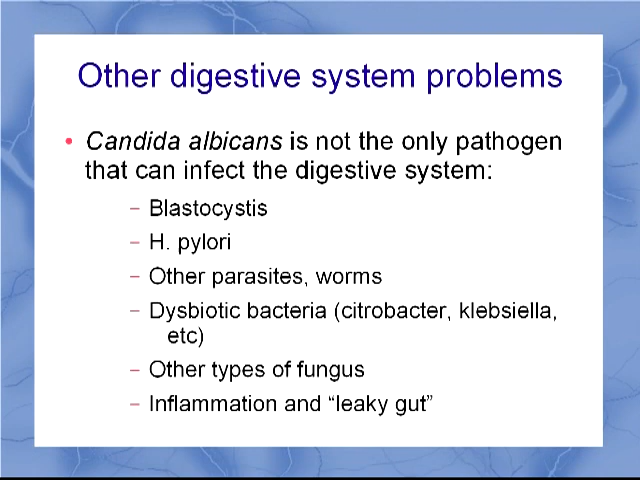 Other digestive system problems
• Candida albicans is not the only pathogen
that can infect the digestive system:
– Blastocystis
– H. pylori
– Other parasites, worms
– Dysbiotic bacteria (citrobacter, klebsiella,
etc)
– Other types of fungus
– Inflammation and “leaky gut”